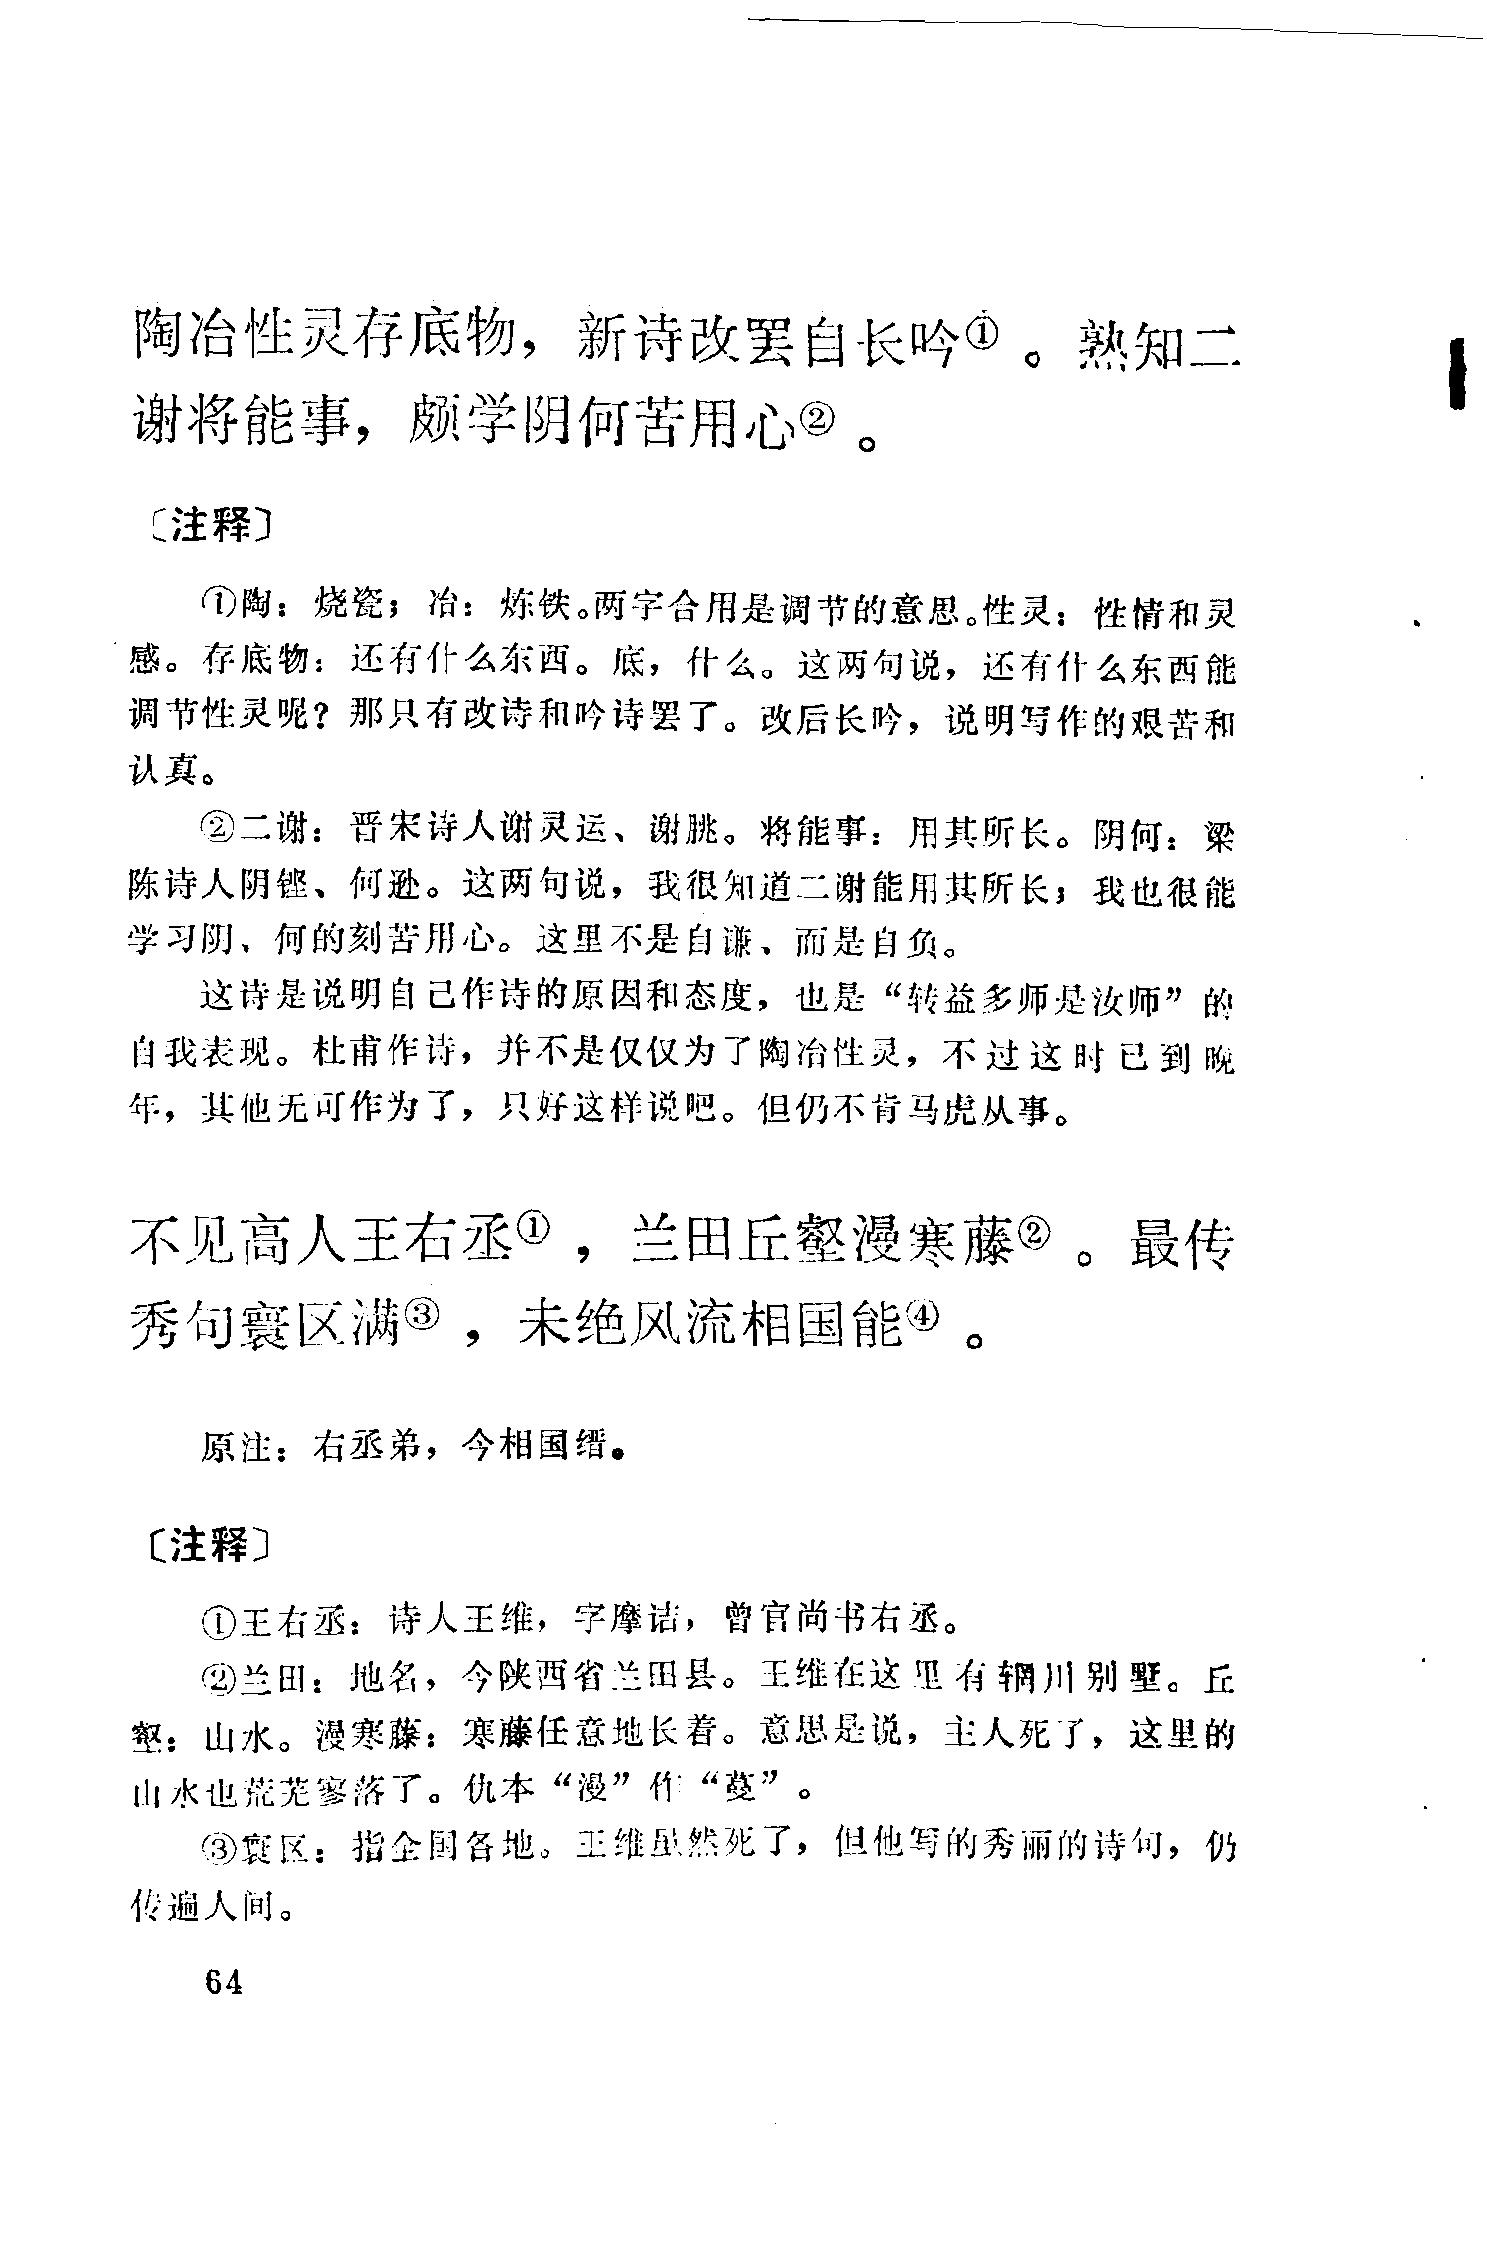 陶冶性灵存底物，新诗改罢自长吟①。熟知二
谢将能事，颇学阴何苦用心②。
〔注释〕
①陶：烧瓷；冶：炼铁。两字合用是调节的意思。性灵：性情和灵
感。存底物：还有什么东西。底，什么。这两句说，还有什么东西能
调节性灵呢？那只有改诗和吟诗罢了。改后长吟，说明写作的艰苦和
认真。
②二谢：晋宋诗人谢灵运、谢朓。将能事：用其所长。阴何：梁
陈诗人阴铿、何逊。这两句说，我很知道二谢能用其所长；我也很能
学习阴、何的刻苦用心。这里不是自谦、而是自负。
这诗是说明自己作诗的原因和态度，也是“转益多师是汝师”的
自我表现。杜甫作诗，并不是仅仅为了陶冶性灵，不过这时已到晚
年，其他无可作为了，只好这样说吧。但仍不肯马虎从事。
不见高人王右丞①，兰田丘壑漫寒藤②。最传
秀句寰区满③，未绝风流相国能④。
原注：右丞弟，今相国缙。
〔注释〕
①王右丞：诗人王维，字摩诘，曾官尚书右丞。
②兰田：地名，今陕西省兰田县。王维在这里有辋川别墅。丘
壑：山水。漫寒藤：寒藤任意地长着。意思是说，主人死了，这里的
山水也荒芜寥落了。仇本“漫”作“蔓”。
③寰区：指全国各地。王维虽然死了，但他写的秀丽的诗句，仍
传遍人间。
64